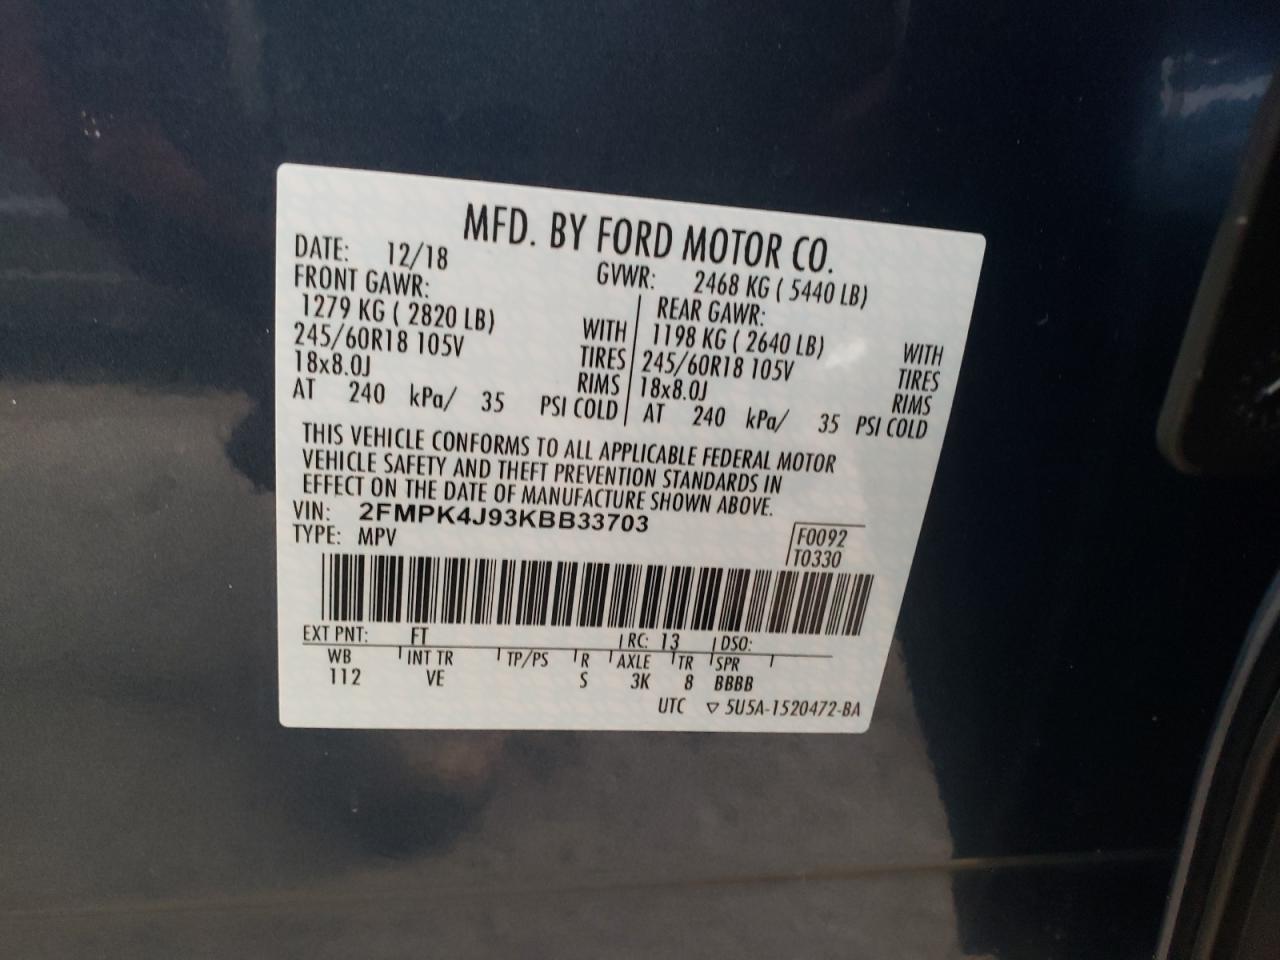 MFD. BY FORD MOTOR CO.
DATE: 12/18 GVWR: 2468 KG ( 5440 LB)
FRONT GAWR: REAR GAWR:
1279 KG ( 2820 LB) WITH 1198 KG ( 2640 LB) WITH
245/60R18 105V TIRES 245/60R18 105V TIRES
18x8.0J RIMS 18x8.0J RIMS
AT 240 kPa/ 35 PSI COLD AT 240 kPa/ 35 PSI COLD
THIS VEHICLE CONFORMS TO ALL APPLICABLE FEDERAL MOTOR
VEHICLE SAFETY AND THEFT PREVENTION STANDARDS IN
EFFECT ON THE DATE OF MANUFACTURE SHOWN ABOVE.
VIN: 2FMPK4J93KBB33703
TYPE: MPV F0092
T0330
EXT PNT: FT RC: 13 DSO:
WB INT TR TP/PS R AXLE TR SPR
112 VE S 3K 8 BBBB
UTC ▽ 5U5A-1520472-BA